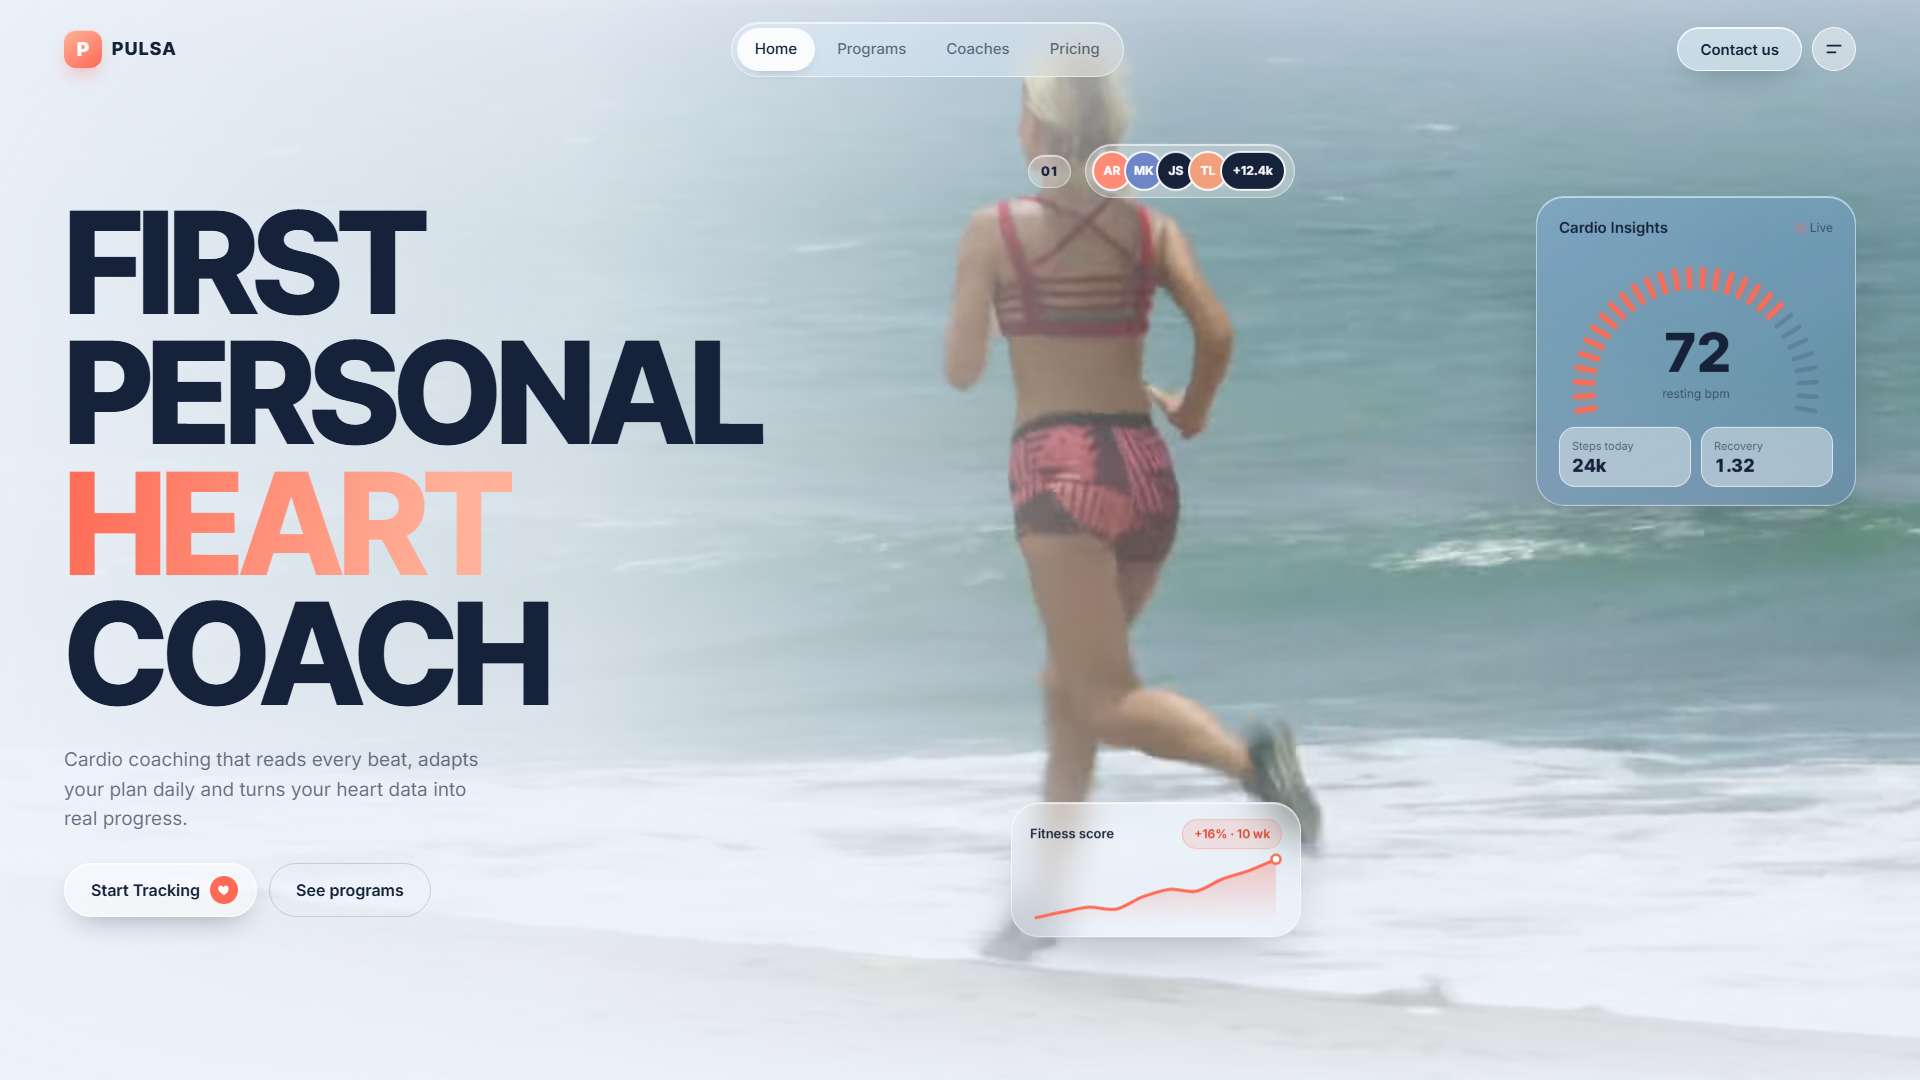 P PULSA
Home Programs Coaches Pricing
Contact us
01
AR MK JS TL +12.4k
FIRST
PERSONAL
HEART
COACH
Cardio coaching that reads every beat, adapts
your plan daily and turns your heart data into
real progress.
Start Tracking
See programs
Cardio Insights
Live
72
resting bpm
Steps today
24k
Recovery
1.32
Fitness score
+16% · 10 wk